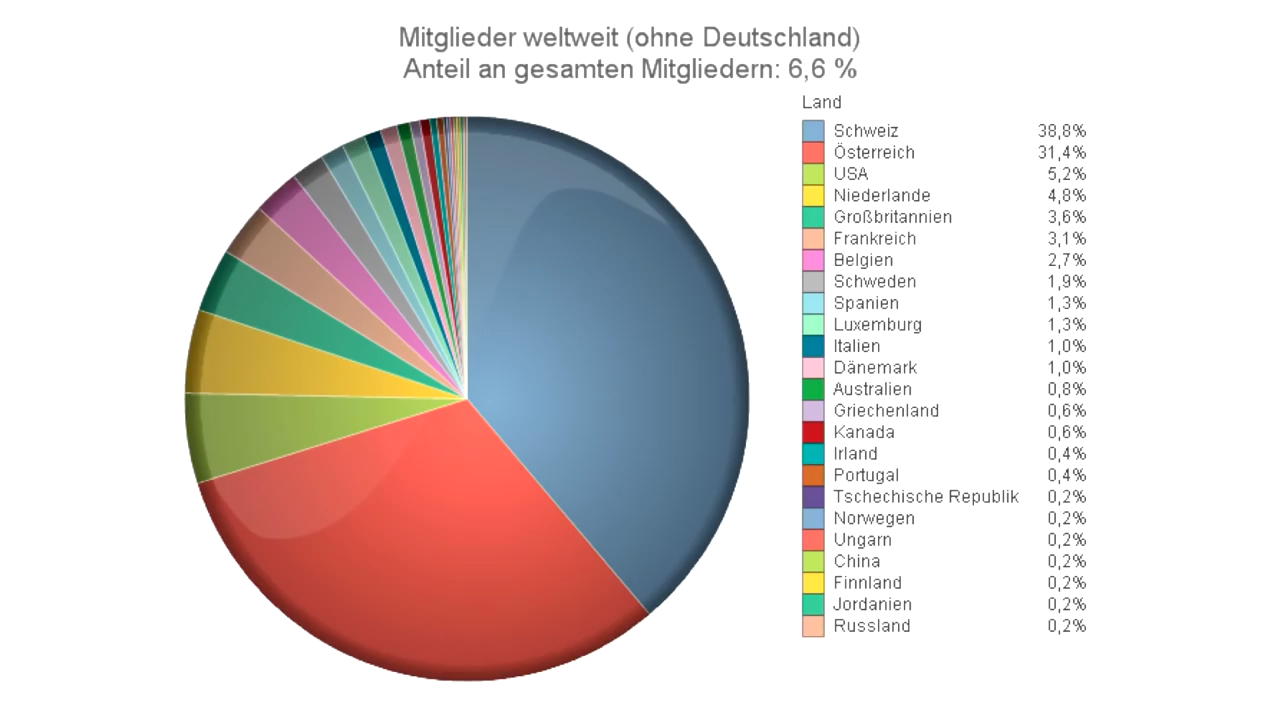 Mitglieder weltweit (ohne Deutschland)
Anteil an gesamten Mitgliedern: 6,6 %
Land
Schweiz 38,8%
Österreich 31,4%
USA 5,2%
Niederlande 4,8%
Großbritannien 3,6%
Frankreich 3,1%
Belgien 2,7%
Schweden 1,9%
Spanien 1,3%
Luxemburg 1,3%
Italien 1,0%
Dänemark 1,0%
Australien 0,8%
Griechenland 0,6%
Kanada 0,6%
Irland 0,4%
Portugal 0,4%
Tschechische Republik 0,2%
Norwegen 0,2%
Ungarn 0,2%
China 0,2%
Finnland 0,2%
Jordanien 0,2%
Russland 0,2%